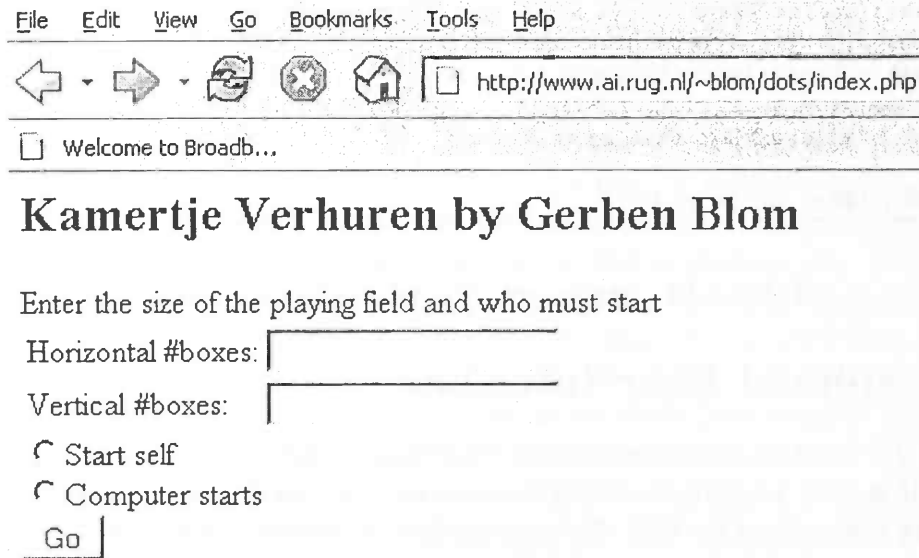 File Edit View Go Bookmarks Tools Help
http://www.ai.rug.nl/~blom/dots/index.php
Welcome to Broadb...
Kamertje Verhuren by Gerben Blom
Enter the size of the playing field and who must start
Horizontal #boxes:
Vertical #boxes:
Start self
Computer starts
Go